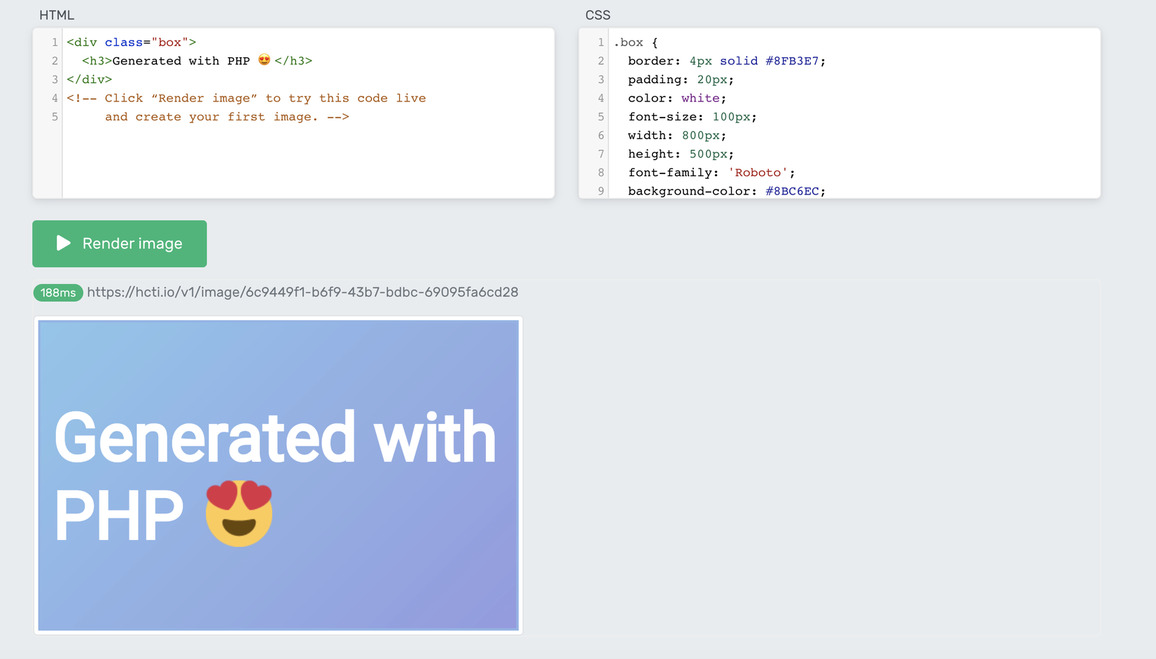 HTML
1 <div class="box">
2   <h3>Generated with PHP 😍</h3>
3 </div>
4 <!-- Click “Render image” to try this code live
5      and create your first image. -->
CSS
1 .box {
2   border: 4px solid #8FB3E7;
3   padding: 20px;
4   color: white;
5   font-size: 100px;
6   width: 800px;
7   height: 500px;
8   font-family: 'Roboto';
9   background-color: #8BC6EC;
Render image
188ms https://hcti.io/v1/image/6c9449f1-b6f9-43b7-bdbc-69095fa6cd28
Generated with
PHP 😍